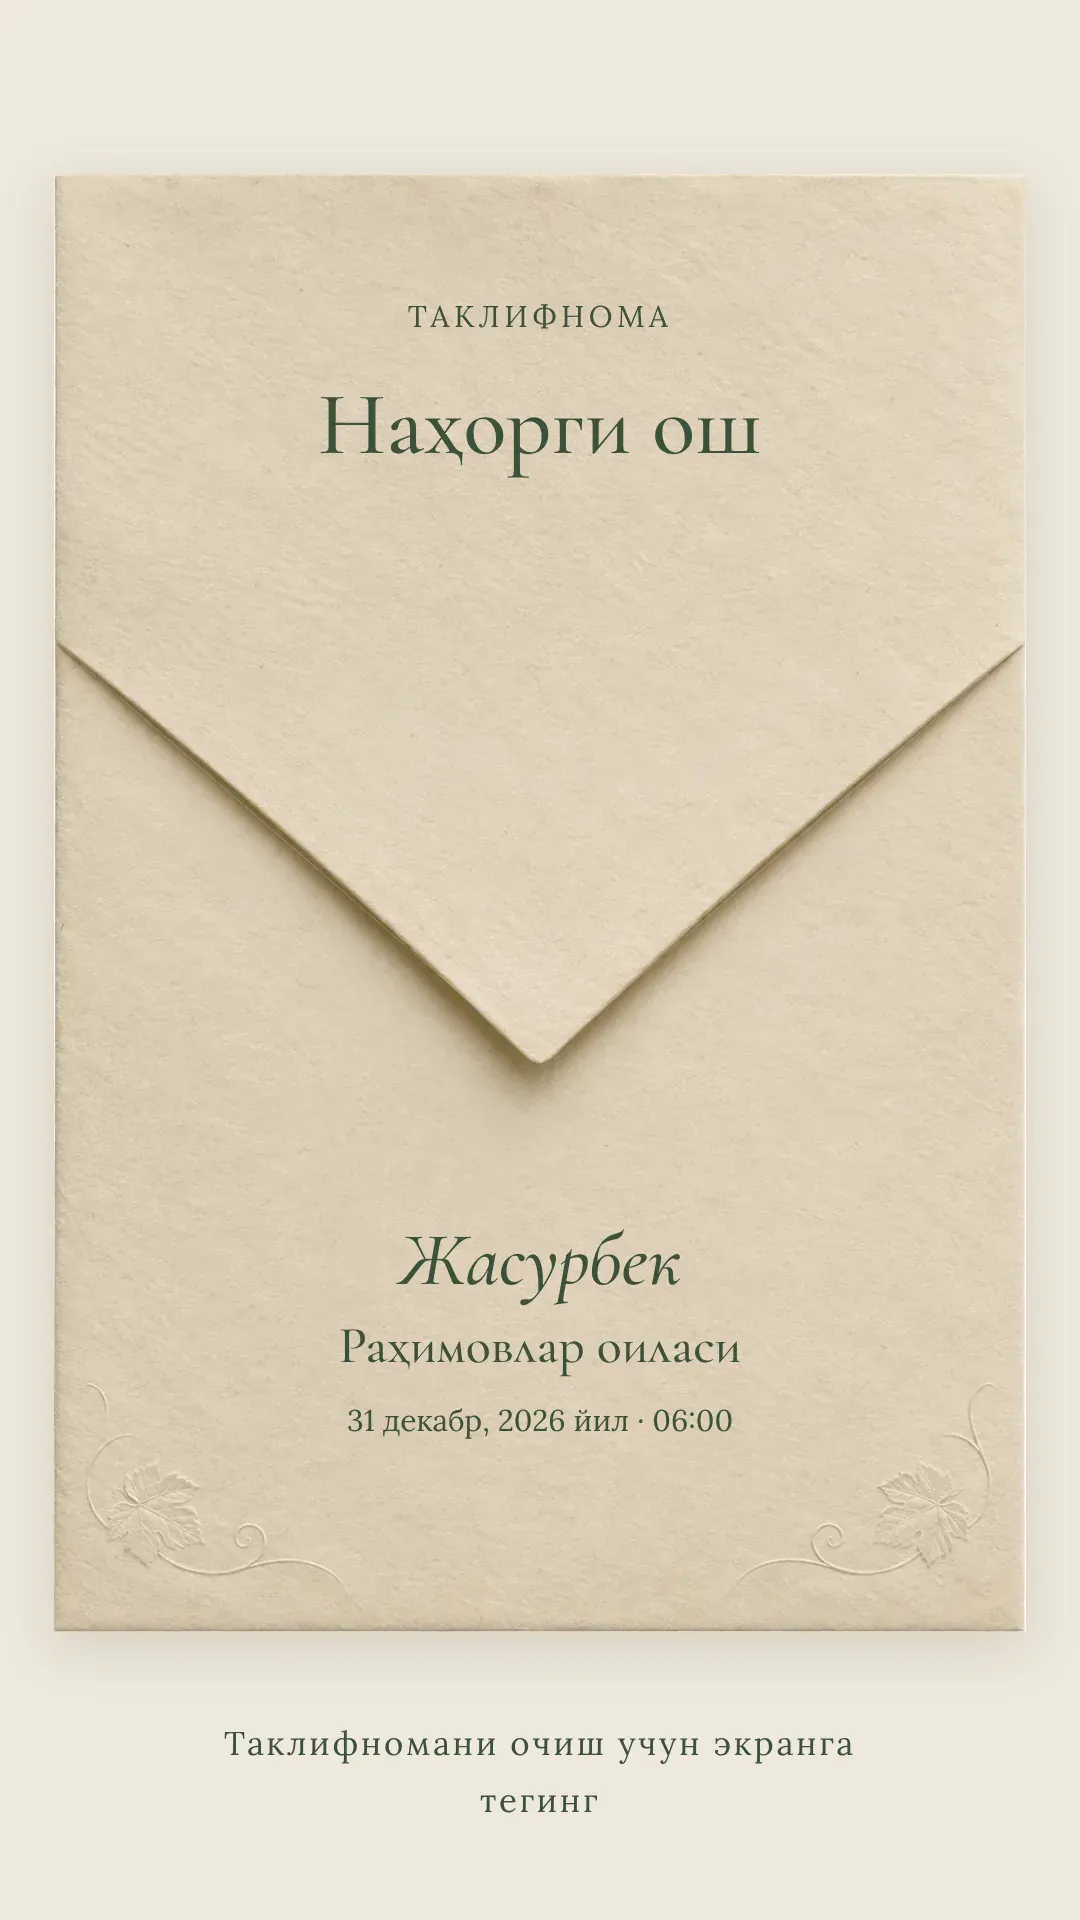 ТАКЛИФНОМА
Наҳорги ош
Жасурбек
Раҳимовлар оиласи
31 декабр, 2026 йил · 06:00
Таклифномани очиш учун экранга
тегинг